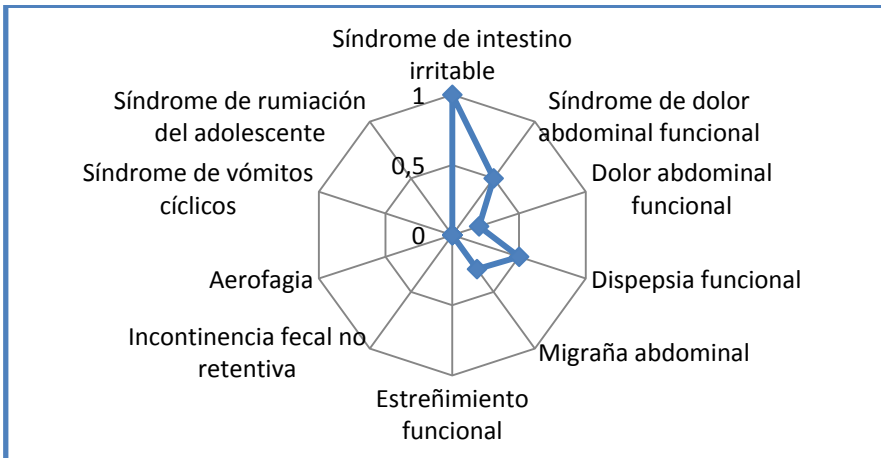 Síndrome de intestino
irritable
Síndrome de dolor
abdominal funcional
Dolor abdominal
funcional
Dispepsia funcional
Migraña abdominal
Estreñimiento
funcional
Incontinencia fecal no
retentiva
Aerofagia
Síndrome de vómitos
cíclicos
Síndrome de rumiación
del adolescente
1
0,5
0